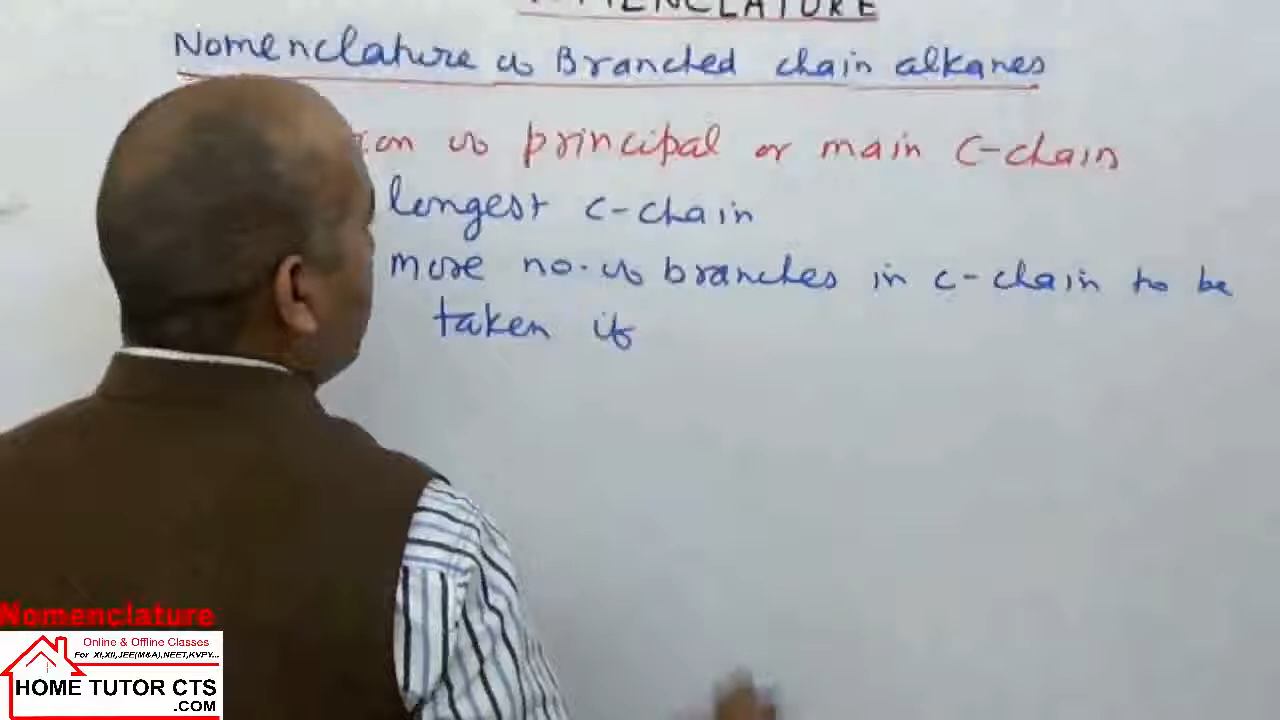 NOMENCLATURE
Nomenclature of Branched chain alkanes
of principal or main C-chain
longest c-chain
more no. of branches in c-chain to be
taken if
Nomenclature
Online & Offline Classes
For XI,XII,JEE(M&A),NEET,KVPY...
HOME TUTOR CTS
.COM